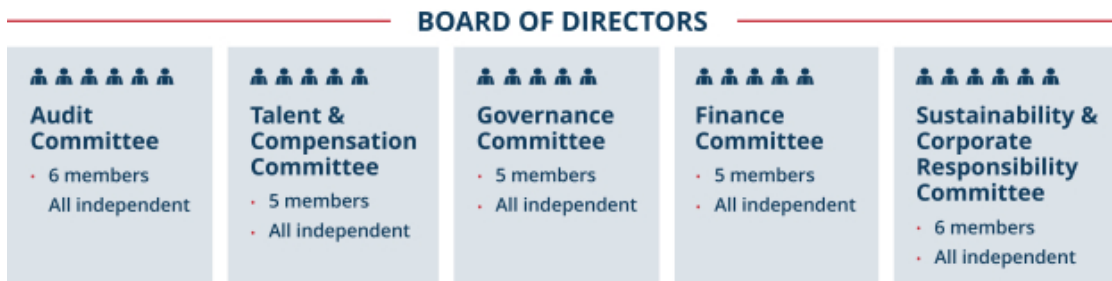 BOARD OF DIRECTORS
Audit
Committee
· 6 members
All independent
Talent &
Compensation
Committee
· 5 members
· All independent
Governance
Committee
· 5 members
· All independent
Finance
Committee
· 5 members
· All independent
Sustainability &
Corporate
Responsibility
Committee
· 6 members
· All independent